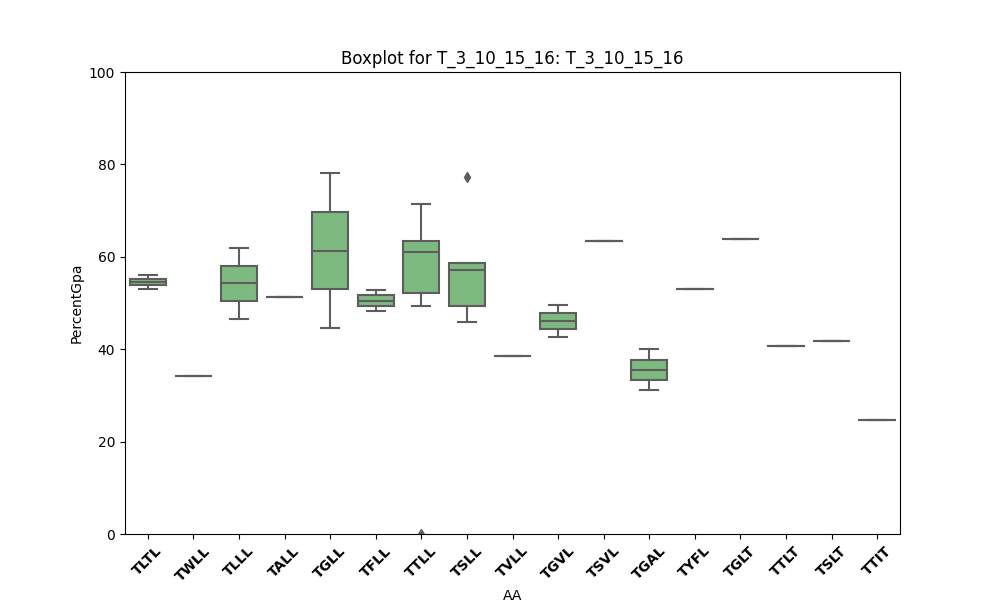 Boxplot for T_3_10_15_16: T_3_10_15_16
100
80
60
40
20
0
PercentGpa
TLTL TWLL TLLL TALL TGLL TFLL TTLL TSLL TVLL TGVL TSVL TGAL TYFL TGLT TTLT TSLT TTIT
AA